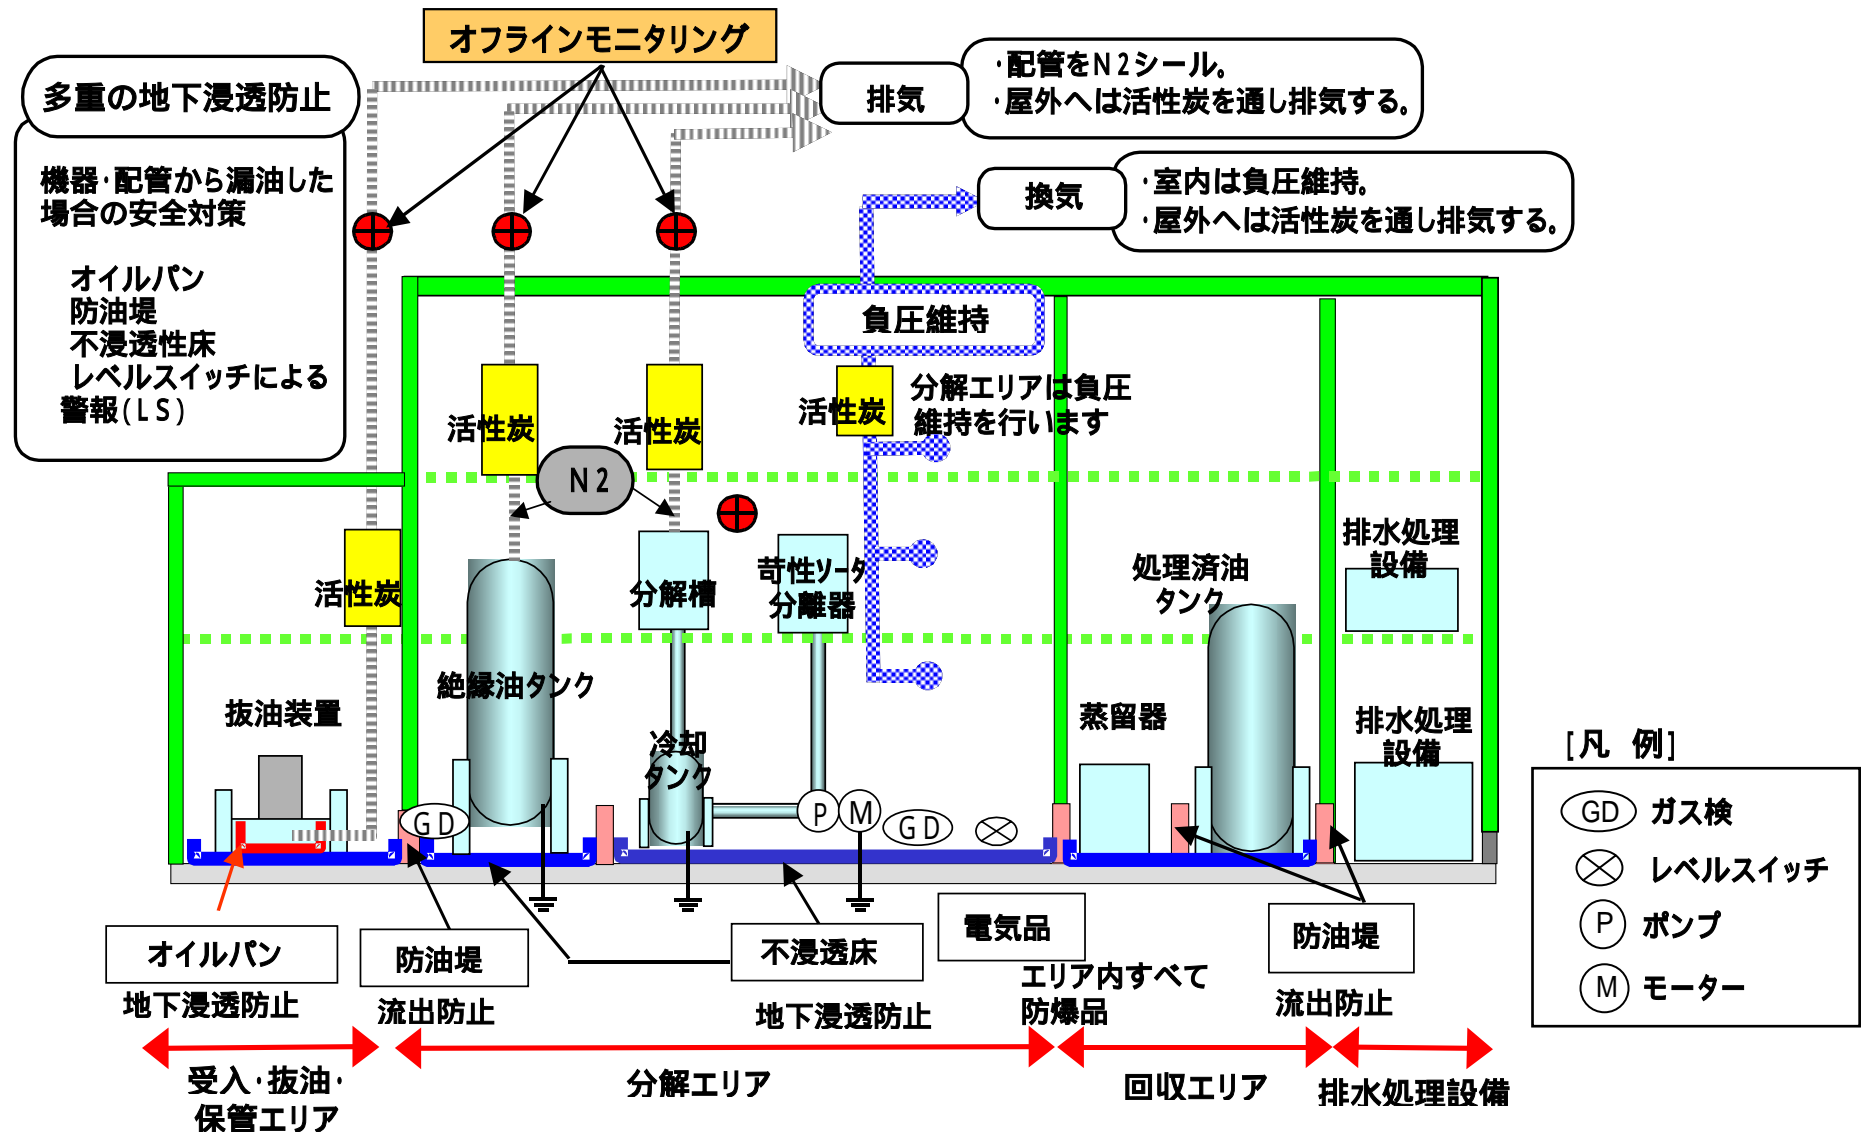 オフラインモニタリング
多重の地下浸透防止
機器・配管から漏油した
場合の安全対策
オイルパン
防油堤
不浸透性床
レベルスイッチによる
警報(LS)
排気
・配管をN2シール。
・屋外へは活性炭を通し排気する。
換気
・室内は負圧維持。
・屋外へは活性炭を通し排気する。
負圧維持
分解エリアは負圧
維持を行います
活性炭
活性炭
活性炭
N2
活性炭
分解槽
苛性ソータ
分離器
処理済油
タンク
排水処理
設備
絶縁油タンク
抜油装置
冷却
タンク
蒸留器
排水処理
設備
GD
P
M
GD
[凡 例]
GD ガス検
レベルスイッチ
P ポンプ
M モーター
オイルパン
地下浸透防止
防油堤
流出防止
不浸透床
地下浸透防止
電気品
エリア内すべて
防爆品
防油堤
流出防止
受入・抜油・
保管エリア
分解エリア
回収エリア
排水処理設備